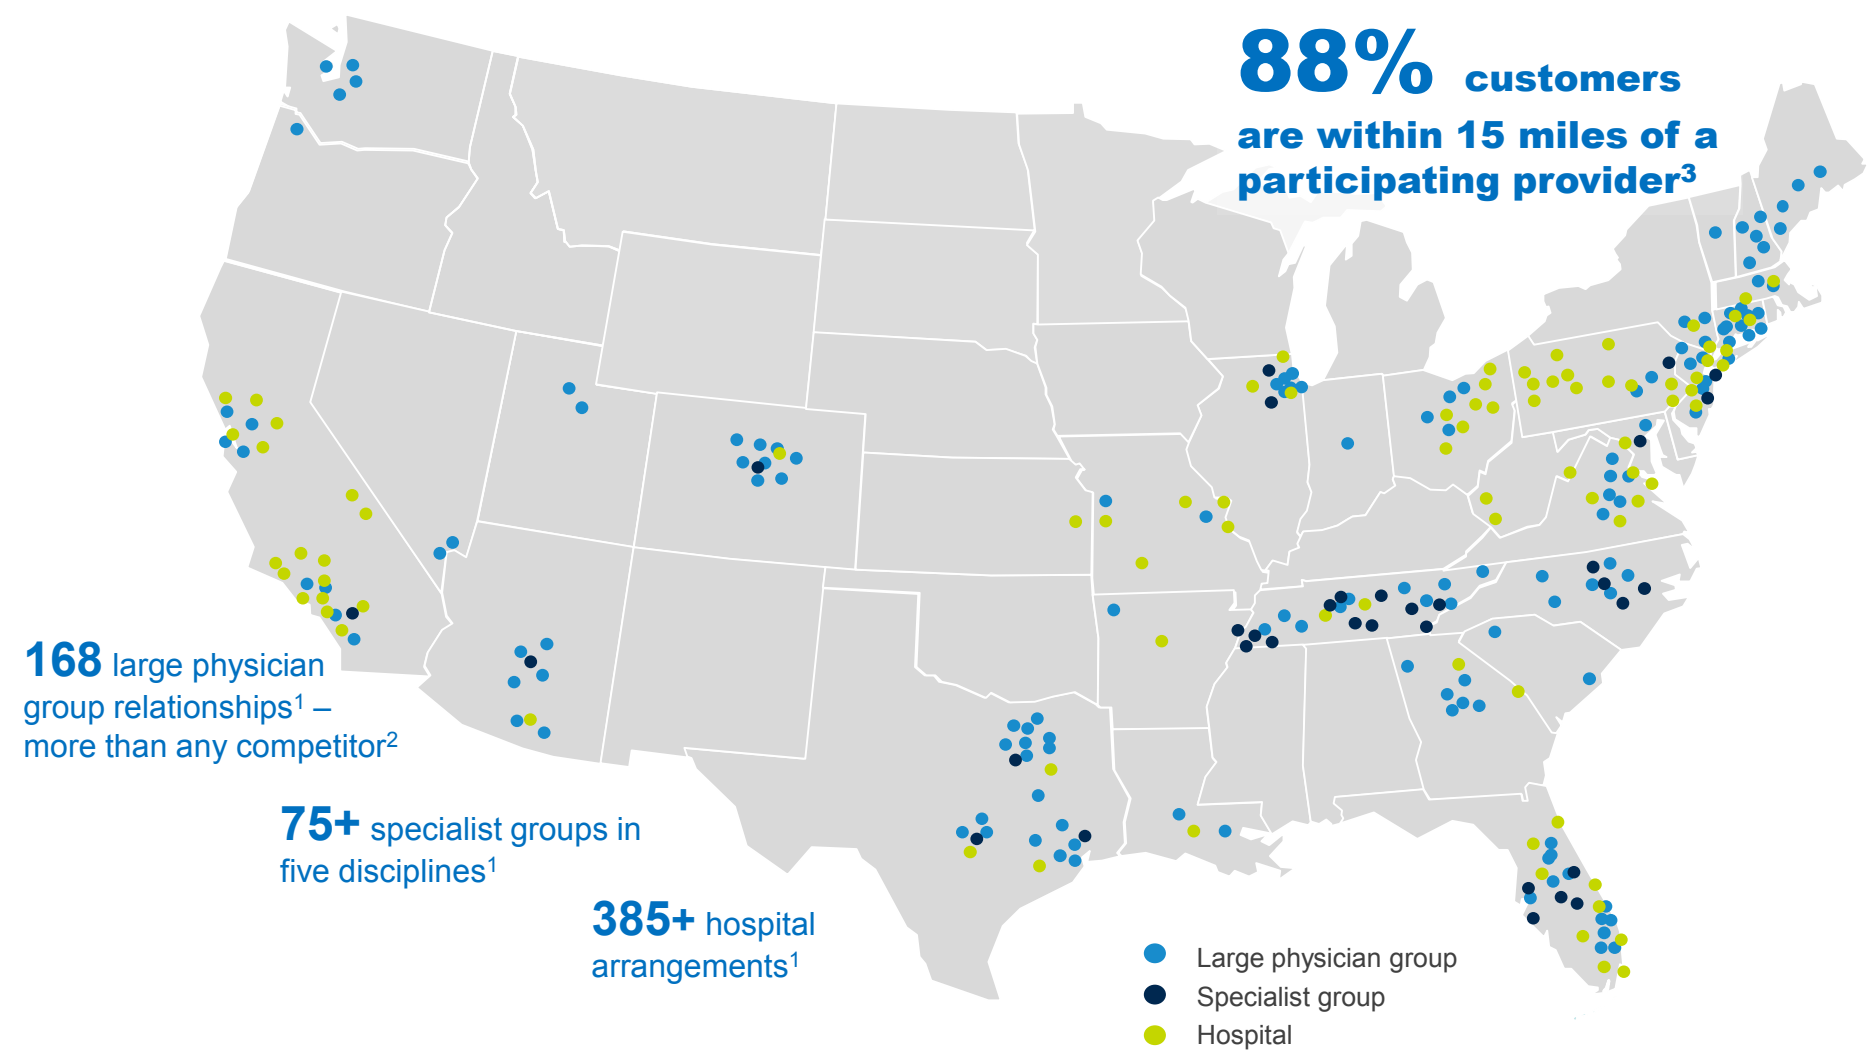 88% customers
are within 15 miles of a
participating provider3
168 large physician
group relationships1 –
more than any competitor2
75+ specialist groups in
five disciplines1
385+ hospital
arrangements1
Large physician group
Specialist group
Hospital